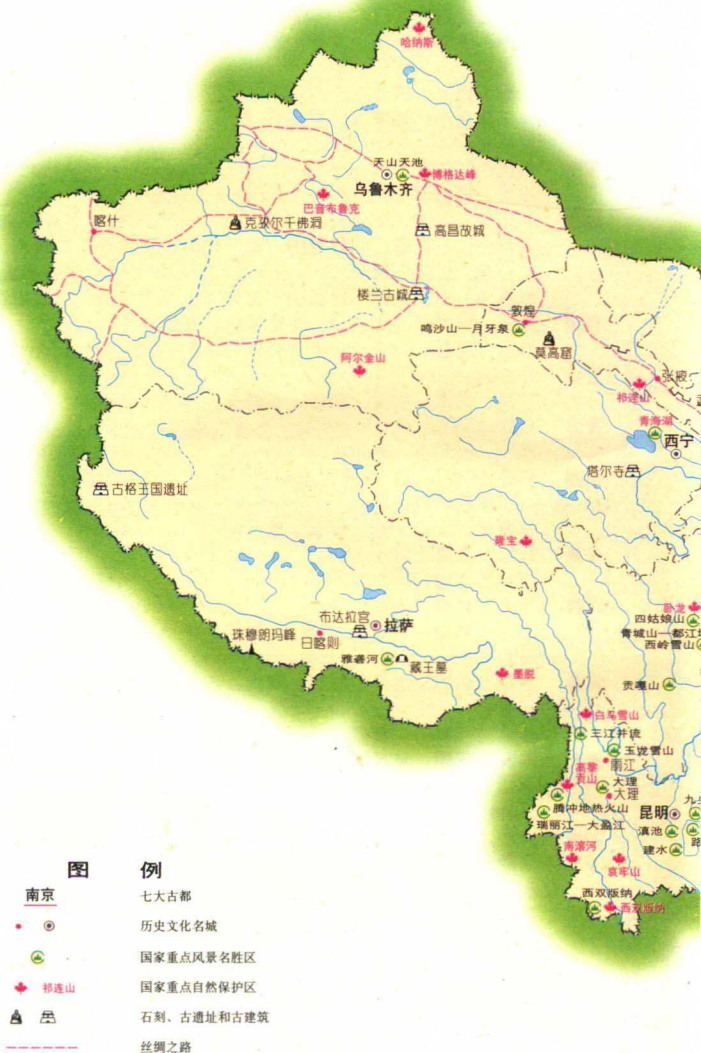 哈纳斯
天山天池
乌鲁木齐
博格达峰
巴音布鲁克
喀什
克孜尔千佛洞
高昌故城
楼兰古城
敦煌
鸣沙山—月牙泉
莫高窟
阿尔金山
张掖
祁连山
青海湖
西宁
塔尔寺
古格王国遗址
隆宝
卧龙
四姑娘山
青城山—都江
西岭雪山
布达拉宫
拉萨
珠穆朗玛峰
日喀则
雅砻河
藏王墓
墨脱
贡嘎山
白马雪山
三江并流
玉龙雪山
丽江
高黎
贡山
大理
大理
腾冲地热火山
瑞丽江—大盈江
昆明
九
滇池
路
建水
南滚河
哀牢山
西双版纳
西双版纳
图 例
南京 七大古都
历史文化名城
国家重点风景名胜区
祁连山 国家重点自然保护区
石刻、古遗址和古建筑
丝绸之路